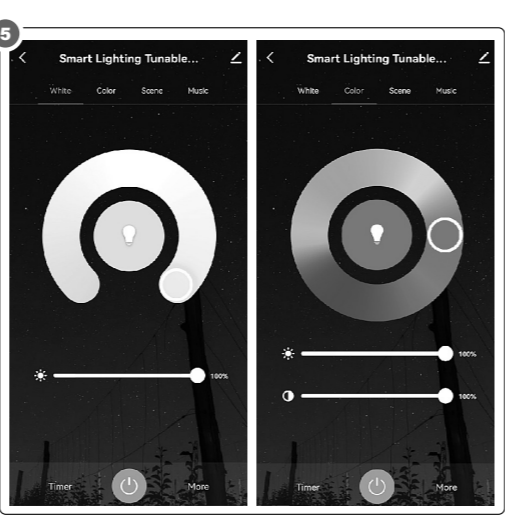 5
Smart Lighting Tunable...
White Color Scene Music
100%
Timer More
Smart Lighting Tunable...
White Color Scene Music
100%
100%
Timer More